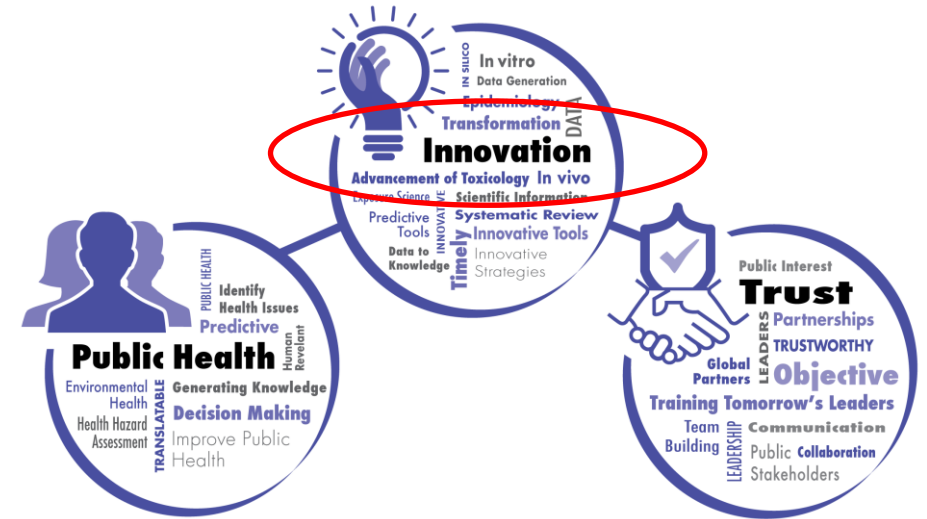 IN SILICO
In vitro
Data Generation
Epidemiology
DATA
Transformation
Innovation
Advancement of Toxicology In vivo
Exposure Science
INNOVATIVE
Scientific Information
Predictive
Tools
Systematic Review
Timely
Innovative Tools
Data to
Knowledge
Innovative
Strategies
PUBLIC HEALTH
Identify
Health Issues
Predictive
Human
Revelant
Public Health
Environmental
Health
TRANSLATABLE
Generating Knowledge
Health Hazard
Assessment
Decision Making
Improve Public
Health
Public Interest
Trust
LEADERS
Partnerships
TRUSTWORTHY
Global
Partners
Objective
Training Tomorrow's Leaders
Team
Building
LEADERSHIP
Communication
Public Collaboration
Stakeholders